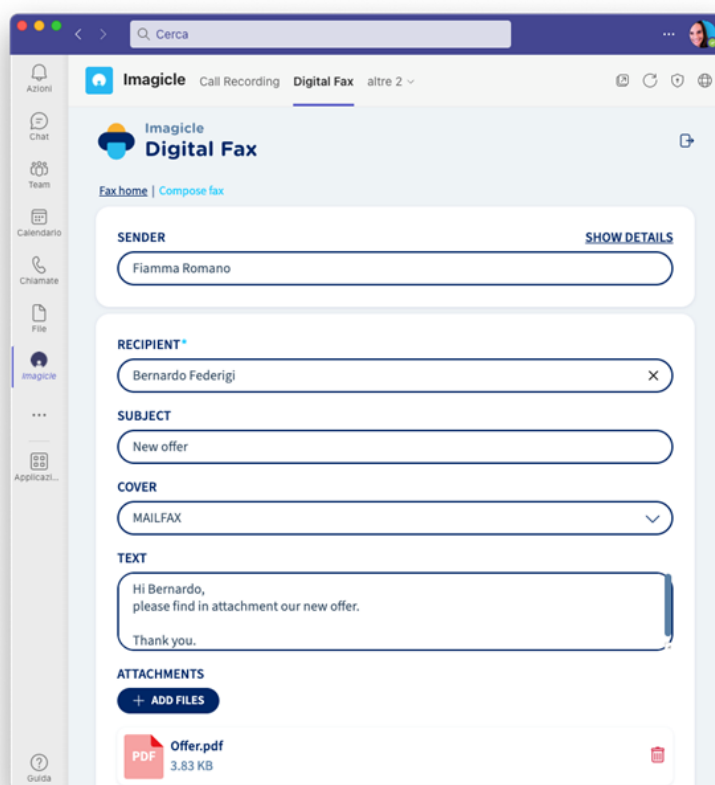 Cerca
Imagicle Call Recording Digital Fax altre 2
Azioni
Chat
Team
Calendario
Chiamate
File
Imagicle
Applicazi...
Guida
Imagicle
Digital Fax
Fax home | Compose fax
SENDER SHOW DETAILS
Fiamma Romano
RECIPIENT*
Bernardo Federigi
SUBJECT
New offer
COVER
MAILFAX
TEXT
Hi Bernardo,
please find in attachment our new offer.
Thank you.
ATTACHMENTS
+ ADD FILES
PDF
Offer.pdf
3.83 KB